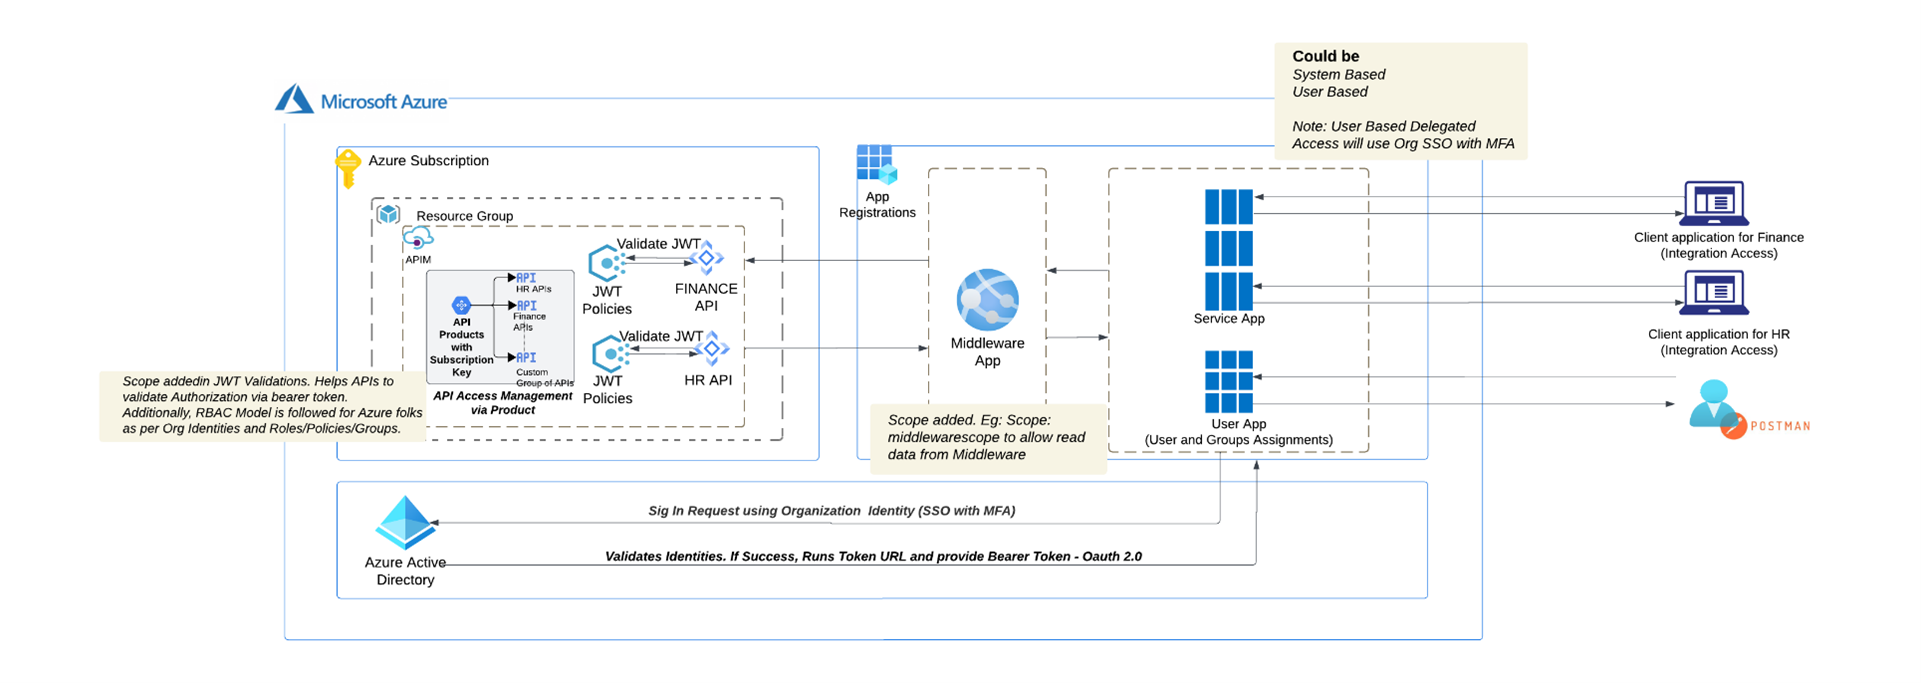 Could be
System Based
User Based
Note: User Based Delegated
Access will use Org SSO with MFA
Microsoft Azure
Azure Subscription
Resource Group
APIM
API
HR APIs
API
Finance
APIs
API
Custom
Group of APIs
API
Products
with
Subscription
Key
API Access Management
via Product
Validate JWT
JWT
Policies
FINANCE
API
Validate JWT
JWT
Policies
HR API
Scope addedin JWT Validations. Helps APIs to
validate Authorization via bearer token.
Additionally, RBAC Model is followed for Azure folks
as per Org Identities and Roles/Policies/Groups.
App
Registrations
Middleware
App
Scope added. Eg: Scope:
middlewarescope to allow read
data from Middleware
Service App
User App
(User and Groups Assignments)
Client application for Finance
(Integration Access)
Client application for HR
(Integration Access)
POSTMAN
Azure Active
Directory
Sig In Request using Organization Identity (SSO with MFA)
Validates Identities. If Success, Runs Token URL and provide Bearer Token - Oauth 2.0